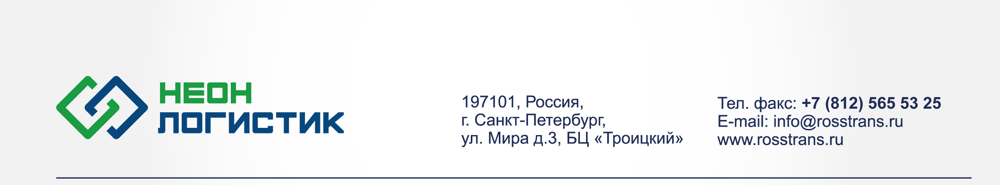 НЕОН
ЛОГИСТИК
197101, Россия,
г. Санкт-Петербург,
ул. Мира, д.3, БЦ «Троицкий»
Тел. факс: +7 (812) 565 53 25
E-mail: info@rosstrans.ru
www.rosstrans.ru